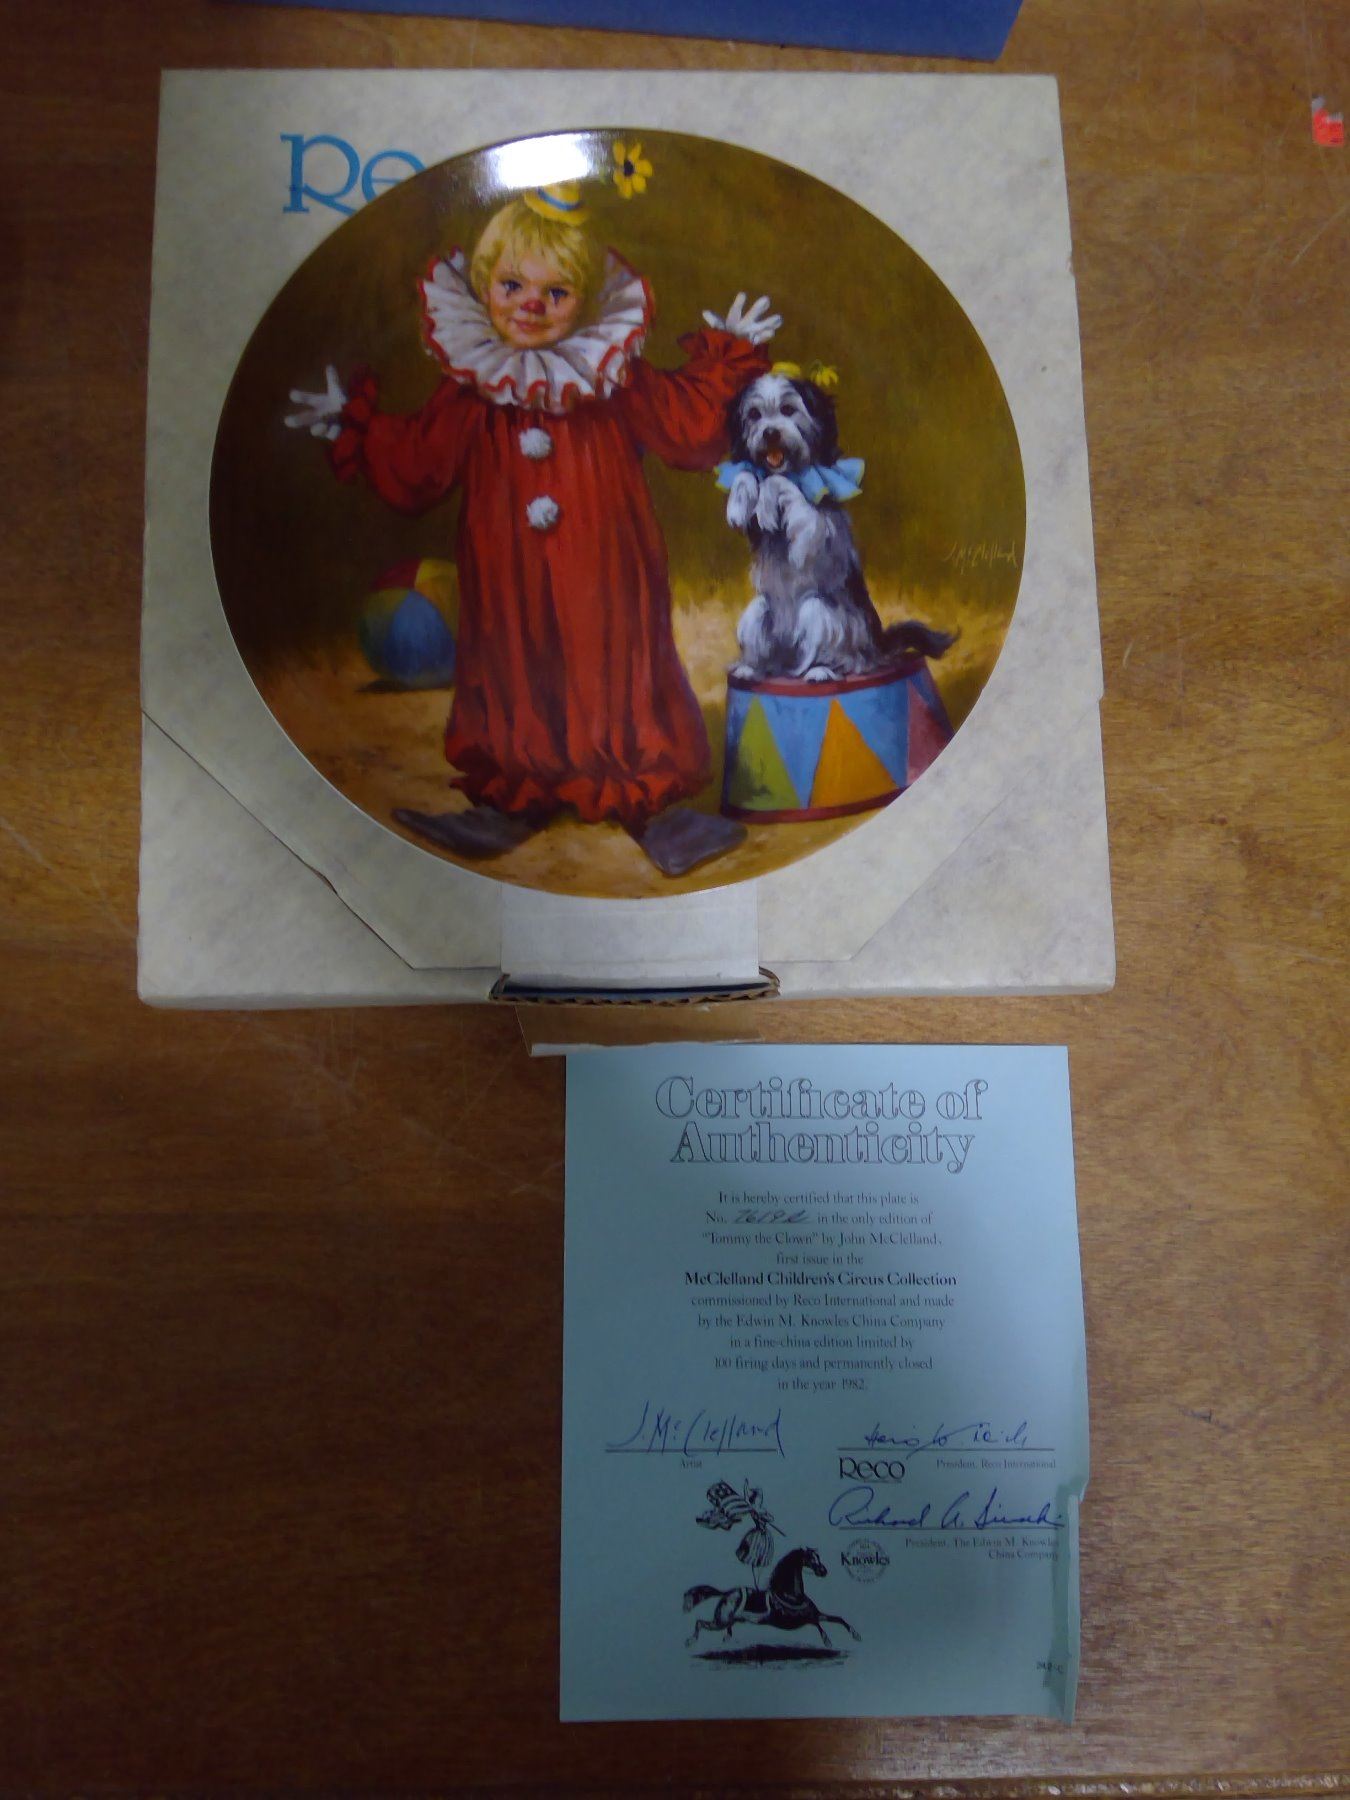 Re
J. McClelland
Certificate of
Authenticity
It is hereby certified that this plate is
No. 7619 in the only edition of
"Tommy the Clown" by John McClelland,
first issue in the
McClelland Children's Circus Collection
commissioned by Reco International and made
by the Edwin M. Knowles China Company
in a fine-china edition limited by
100 firing days and permanently closed
in the year 1982.
J. McClelland
Artist
Reco President, Reco International
Richard A.
Knowles
President, The Edwin M. Knowles
China Company